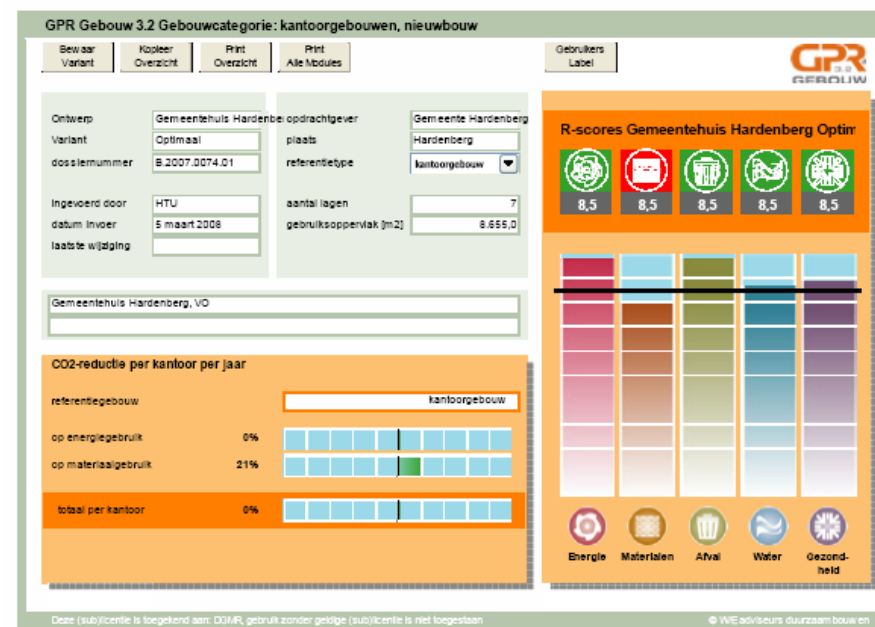 GPR Gebouw 3.2 Gebouwcategorie: kantoorgebouwen, nieuwbouw
Bewaar Variant
Kopieer Overzicht
Print Overzicht
Print Alle Modules
Gebruikers Label
GPR
GEBOUW
Ontwerp Gemeentehuis Hardenbe opdrachtgever Gemeente Hardenberg
Variant Optimaal plaats Hardenberg
dossiernummer B.2007.0074.01 referentietype kantoorgebouw
ingevoerd door HTU aantal lagen 7
datum invoer 5 maart 2008 gebruiksoppervlak [m2] 8.655,0
laatste wijziging
Gemeentehuis Hardenberg, VO
R-scores Gemeentehuis Hardenberg Optim
8,5 8,5 8,5 8,5 8,5
CO2-reductie per kantoor per jaar
referentiegebouw kantoorgebouw
op energiegebruik 0%
op materiaalgebruik 21%
totaal per kantoor 0%
Energie Materialen Afval Water Gezond-
heid
Deze (sub)licentie is toegekend aan: DGMR, gebruik zonder geldige (sub)licentie is niet toegestaan
© W/E adviseurs duurzaam bouwen